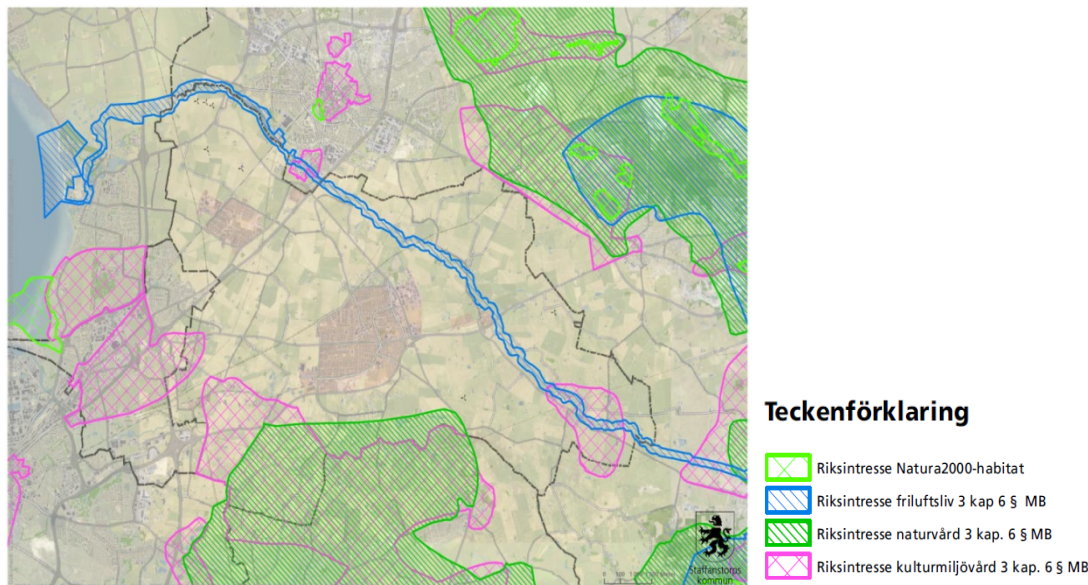 Teckenförklaring
Riksintresse Natura2000-habitat
Riksintresse friluftsliv 3 kap 6 § MB
Riksintresse naturvård 3 kap. 6 § MB
Riksintresse kulturmiljövård 3 kap. 6 § MB
Staffanstorps
kommun